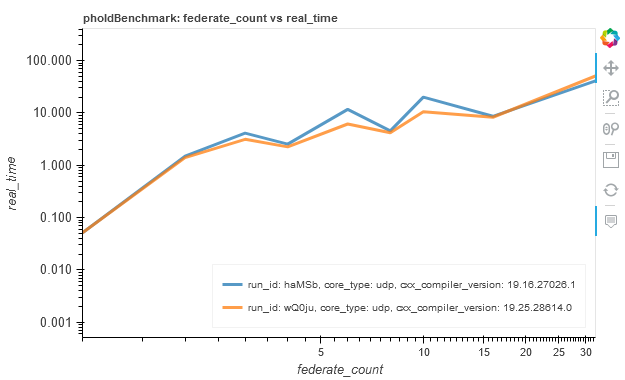 pholdBenchmark: federate_count vs real_time
100.000
10.000
1.000
0.100
0.010
0.001
real_time
run_id: haMSb, core_type: udp, cxx_compiler_version: 19.16.27026.1
run_id: wQ0ju, core_type: udp, cxx_compiler_version: 19.25.28614.0
5 10 15 20 25 30
federate_count